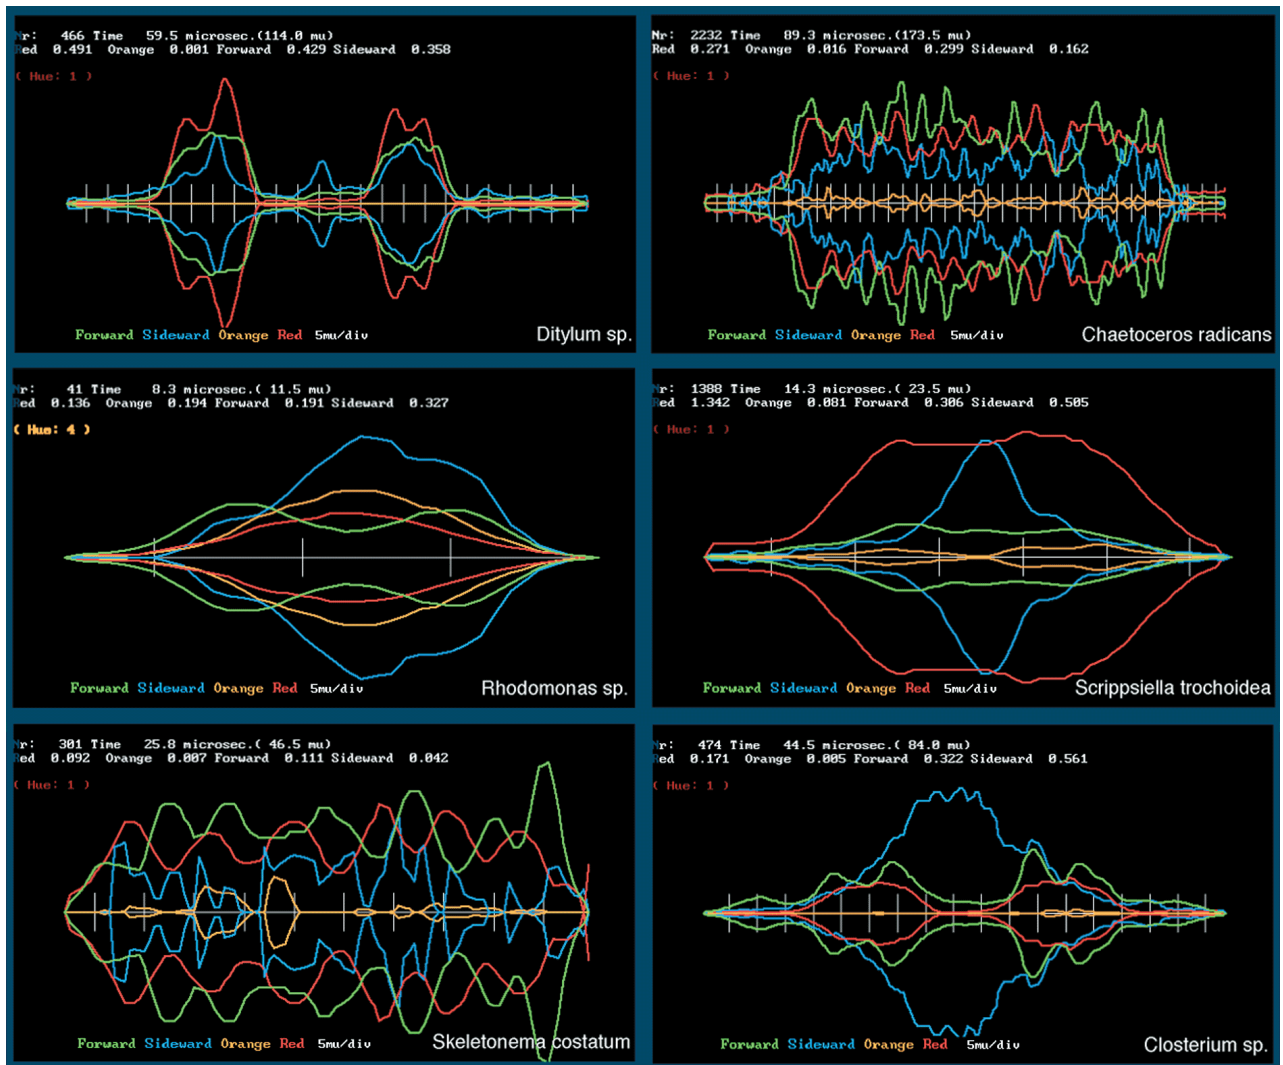 Nr: 466 Time 59.5 microsec.(114.0 mu)
Red 0.491 Orange 0.001 Forward 0.429 Sideward 0.358
( Hue: 1 )
Forward Sideward Orange Red 5mu/div
Ditylum sp.
Nr: 2232 Time 89.3 microsec.(173.5 mu)
Red 0.271 Orange 0.016 Forward 0.299 Sideward 0.162
( Hue: 1 )
Forward Sideward Orange Red 5mu/div
Chaetoceros radicans
Nr: 41 Time 8.3 microsec.( 11.5 mu)
Red 0.136 Orange 0.194 Forward 0.191 Sideward 0.327
( Hue: 4 )
Forward Sideward Orange Red 5mu/div
Rhodomonas sp.
Nr: 1388 Time 14.3 microsec.( 23.5 mu)
Red 1.342 Orange 0.081 Forward 0.306 Sideward 0.505
( Hue: 1 )
Forward Sideward Orange Red 5mu/div
Scrippsiella trochoidea
Nr: 301 Time 25.8 microsec.( 46.5 mu)
Red 0.092 Orange 0.007 Forward 0.111 Sideward 0.042
( Hue: 1 )
Forward Sideward Orange Red 5mu/div
Skeletonema costatum
Nr: 474 Time 44.5 microsec.( 84.0 mu)
Red 0.171 Orange 0.005 Forward 0.322 Sideward 0.561
( Hue: 1 )
Forward Sideward Orange Red 5mu/div
Closterium sp.